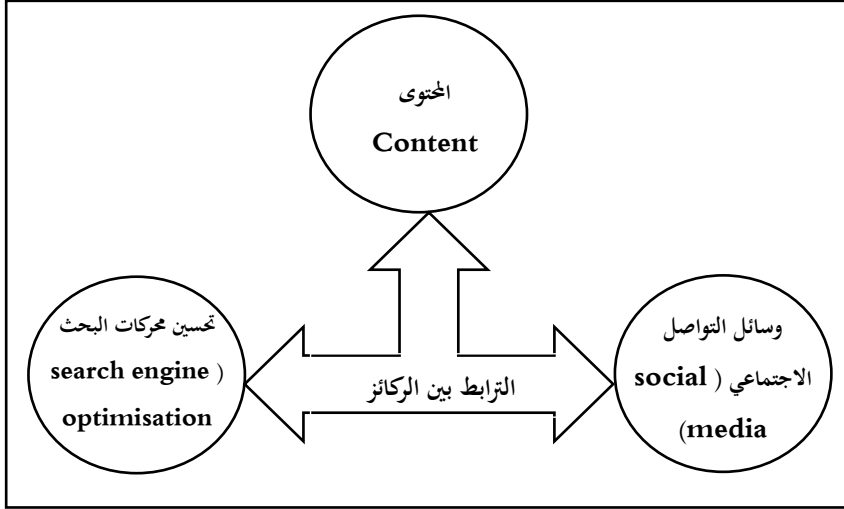 المحتوى
Content
وسائل التواصل
الاجتماعي ( social
media)
تحسين محركات البحث
( search engine
optimisation
الترابط بين الركائز